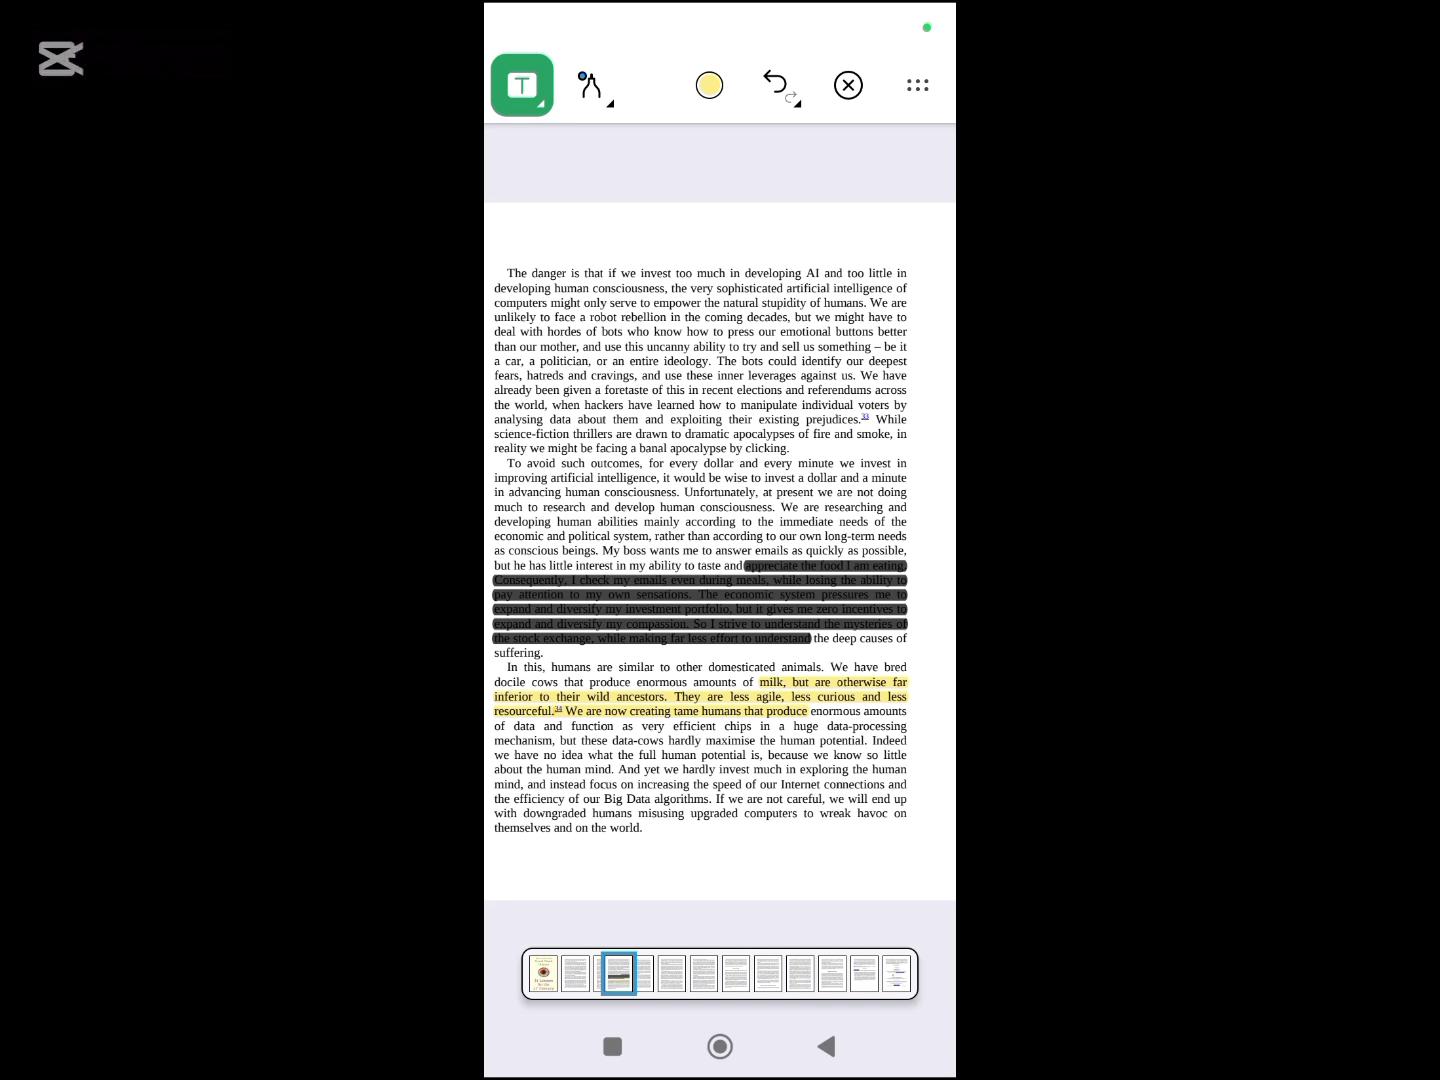 T
The danger is that if we invest too much in developing AI and too little in
developing human consciousness, the very sophisticated artificial intelligence of
computers might only serve to empower the natural stupidity of humans. We are
unlikely to face a robot rebellion in the coming decades, but we might have to
deal with hordes of bots who know how to press our emotional buttons better
than our mother, and use this uncanny ability to try and sell us something – be it
a car, a politician, or an entire ideology. The bots could identify our deepest
fears, hatreds and cravings, and use these inner leverages against us. We have
already been given a foretaste of this in recent elections and referendums across
the world, when hackers have learned how to manipulate individual voters by
analysing data about them and exploiting their existing prejudices.33 While
science-fiction thrillers are drawn to dramatic apocalypses of fire and smoke, in
reality we might be facing a banal apocalypse by clicking.
To avoid such outcomes, for every dollar and every minute we invest in
improving artificial intelligence, it would be wise to invest a dollar and a minute
in advancing human consciousness. Unfortunately, at present we are not doing
much to research and develop human consciousness. We are researching and
developing human abilities mainly according to the immediate needs of the
economic and political system, rather than according to our own long-term needs
as conscious beings. My boss wants me to answer emails as quickly as possible,
but he has little interest in my ability to taste and appreciate the food I am eating.
Consequently, I check my emails even during meals, while losing the ability to
pay attention to my own sensations. The economic system pressures me to
expand and diversify my investment portfolio, but it gives me zero incentives to
expand and diversify my compassion. So I strive to understand the mysteries of
the stock exchange, while making far less effort to understand the deep causes of
suffering.
In this, humans are similar to other domesticated animals. We have bred
docile cows that produce enormous amounts of milk, but are otherwise far
inferior to their wild ancestors. They are less agile, less curious and less
resourceful.34 We are now creating tame humans that produce enormous amounts
of data and function as very efficient chips in a huge data-processing
mechanism, but these data-cows hardly maximise the human potential. Indeed
we have no idea what the full human potential is, because we know so little
about the human mind. And yet we hardly invest much in exploring the human
mind, and instead focus on increasing the speed of our Internet connections and
the efficiency of our Big Data algorithms. If we are not careful, we will end up
with downgraded humans misusing upgraded computers to wreak havoc on
themselves and on the world.